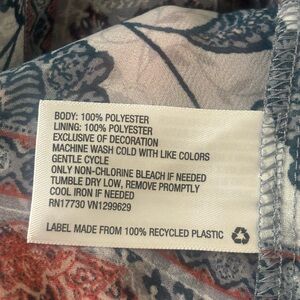 BODY: 100% POLYESTER
LINING: 100% POLYESTER
EXCLUSIVE OF DECORATION
MACHINE WASH COLD WITH LIKE COLORS
GENTLE CYCLE
ONLY NON-CHLORINE BLEACH IF NEEDED
TUMBLE DRY LOW, REMOVE PROMPTLY
COOL IRON IF NEEDED
RN17730 VN1299629
LABEL MADE FROM 100% RECYCLED PLASTIC